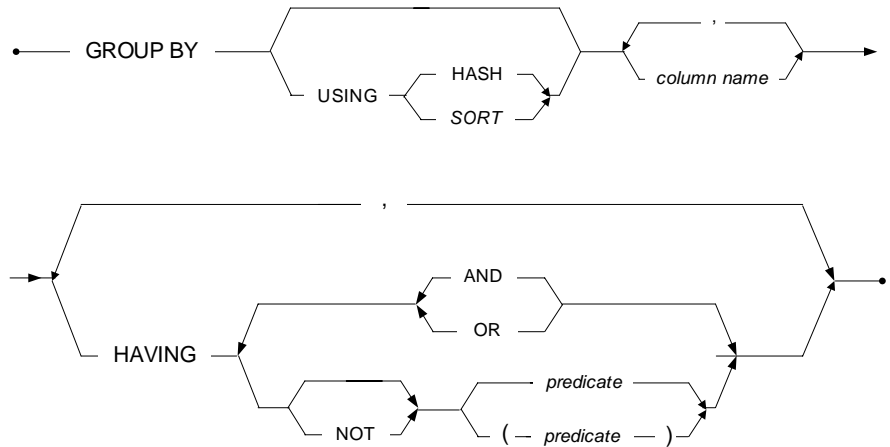 ,
GROUP BY
column name
HASH
USING
SORT
,
AND
OR
HAVING
predicate
NOT
( predicate )